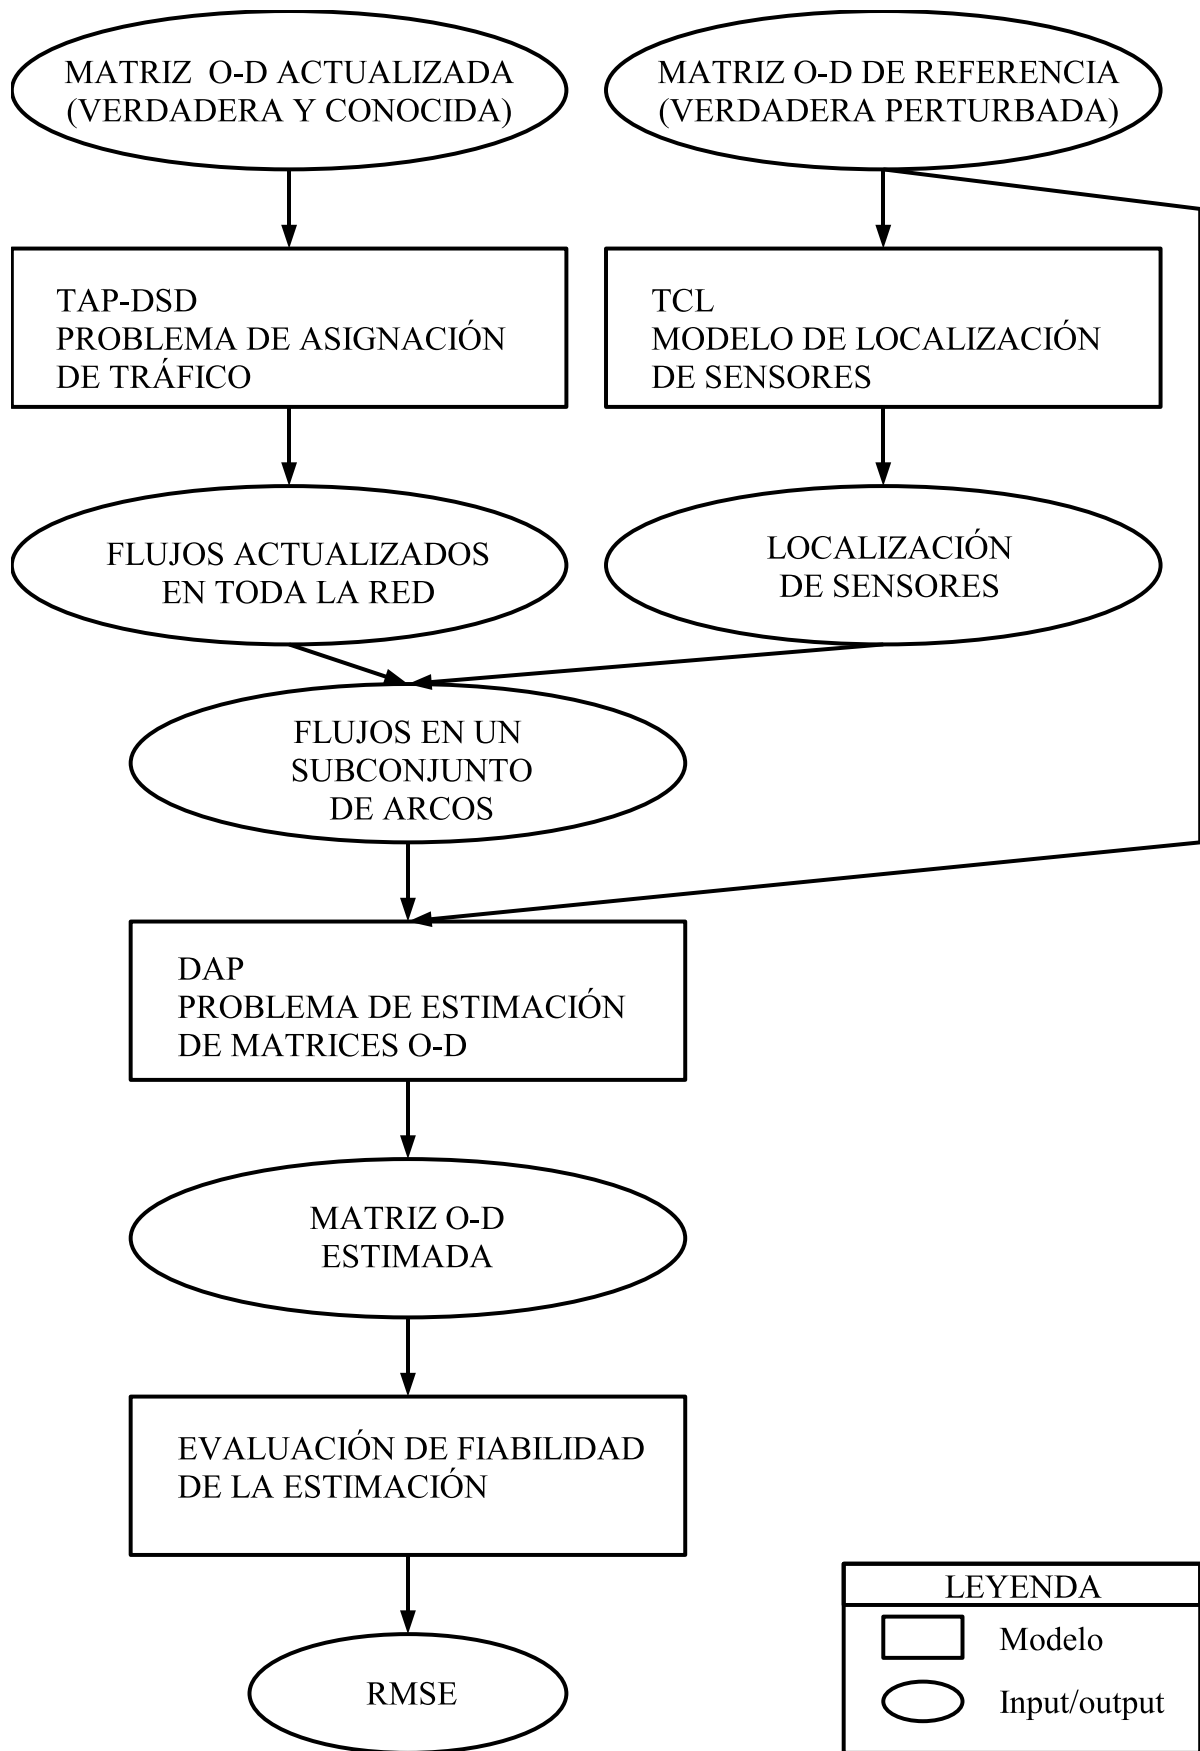 MATRIZ O-D ACTUALIZADA
(VERDADERA Y CONOCIDA)
MATRIZ O-D DE REFERENCIA
(VERDADERA PERTURBADA)
TAP-DSD
PROBLEMA DE ASIGNACIÓN
DE TRÁFICO
TCL
MODELO DE LOCALIZACIÓN
DE SENSORES
FLUJOS ACTUALIZADOS
EN TODA LA RED
LOCALIZACIÓN
DE SENSORES
FLUJOS EN UN
SUBCONJUNTO
DE ARCOS
DAP
PROBLEMA DE ESTIMACIÓN
DE MATRICES O-D
MATRIZ O-D
ESTIMADA
EVALUACIÓN DE FIABILIDAD
DE LA ESTIMACIÓN
RMSE
LEYENDA
Modelo
Input/output